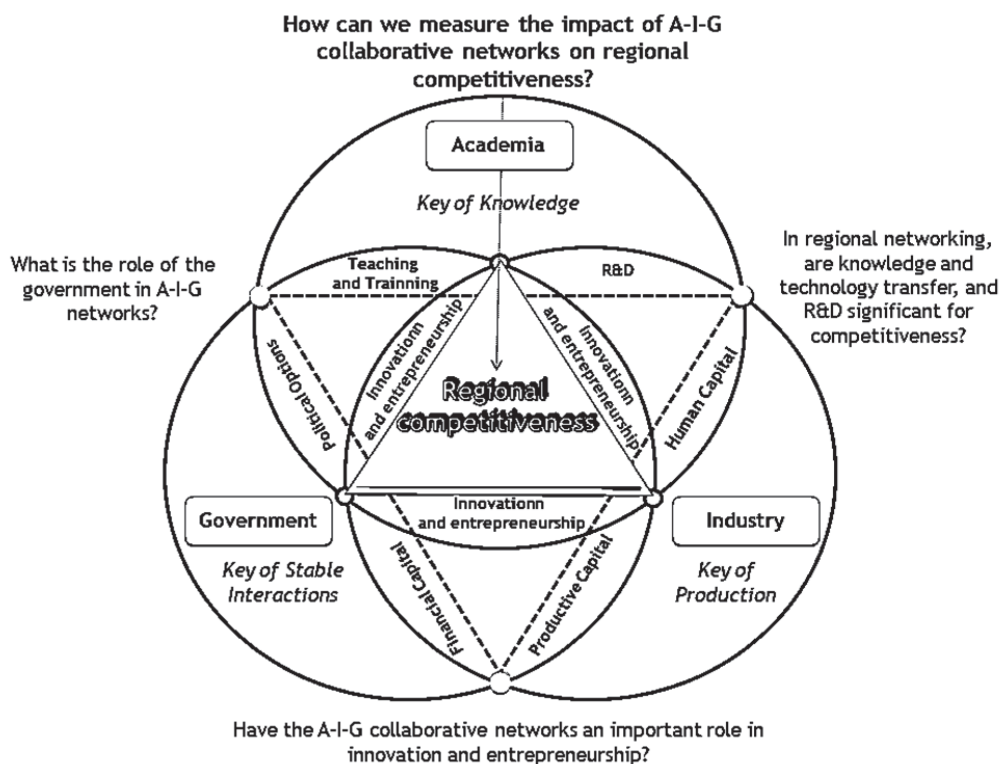 How can we measure the impact of A-I-G
collaborative networks on regional
competitiveness?
Academia
Key of Knowledge
What is the role of the
government in A-I-G
networks?
In regional networking,
are knowledge and
technology transfer, and
R&D significant for
competitiveness?
Teaching
and Trainning
R&D
Innovationn
and entrepreneurship
Innovationn
and entrepreneurship
Political Options
Human Capital
Regional
competitiveness
Innovationn
and entrepreneurship
Government
Key of Stable
Interactions
Industry
Key of
Production
Financial Capital
Productive Capital
Have the A-I-G collaborative networks an important role in
innovation and entrepreneurship?